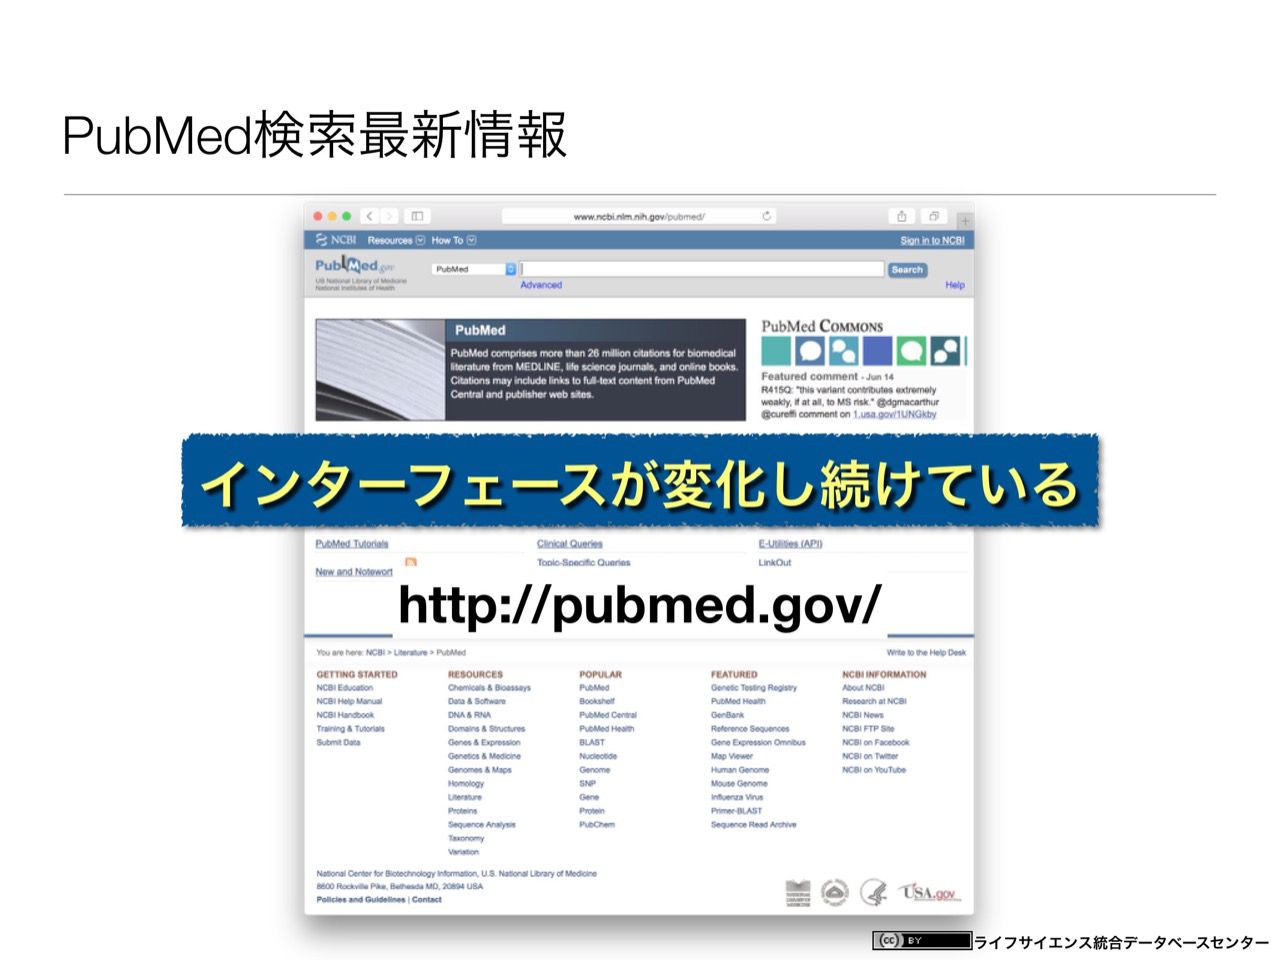 PubMed検索最新情報
www.ncbi.nlm.nih.gov/pubmed/
NCBI Resources How To Sign in to NCBI
PubMed.gov
US National Library of Medicine
National Institutes of Health
PubMed Search
Advanced Help
PubMed
PubMed comprises more than 26 million citations for biomedical
literature from MEDLINE, life science journals, and online books.
Citations may include links to full-text content from PubMed
Central and publisher web sites.
PubMed COMMONS
Featured comment - Jun 14
R415Q: "this variant contributes extremely
weakly, if at all, to MS risk." @dgmacarthur
@cureffi comment on 1.usa.gov/1UNGkby
インターフェースが変化し続けている
PubMed Tutorials Clinical Queries E-Utilities (API)
New and Notewort Topic-Specific Queries LinkOut
http://pubmed.gov/
You are here: NCBI > Literature > PubMed Write to the Help Desk
GETTING STARTED
NCBI Education
NCBI Help Manual
NCBI Handbook
Training & Tutorials
Submit Data
RESOURCES
Chemicals & Bioassays
Data & Software
DNA & RNA
Domains & Structures
Genes & Expression
Genetics & Medicine
Genomes & Maps
Homology
Literature
Proteins
Sequence Analysis
Taxonomy
Variation
POPULAR
PubMed
Bookshelf
PubMed Central
PubMed Health
BLAST
Nucleotide
Genome
SNP
Gene
Protein
PubChem
FEATURED
Genetic Testing Registry
PubMed Health
GenBank
Reference Sequences
Gene Expression Omnibus
Map Viewer
Human Genome
Mouse Genome
Influenza Virus
Primer-BLAST
Sequence Read Archive
NCBI INFORMATION
About NCBI
Research at NCBI
NCBI News
NCBI FTP Site
NCBI on Facebook
NCBI on Twitter
NCBI on YouTube
National Center for Biotechnology Information, U.S. National Library of Medicine
8600 Rockville Pike, Bethesda MD, 20894 USA
Policies and Guidelines | Contact
USA.gov
cc BY ライフサイエンス統合データベースセンター